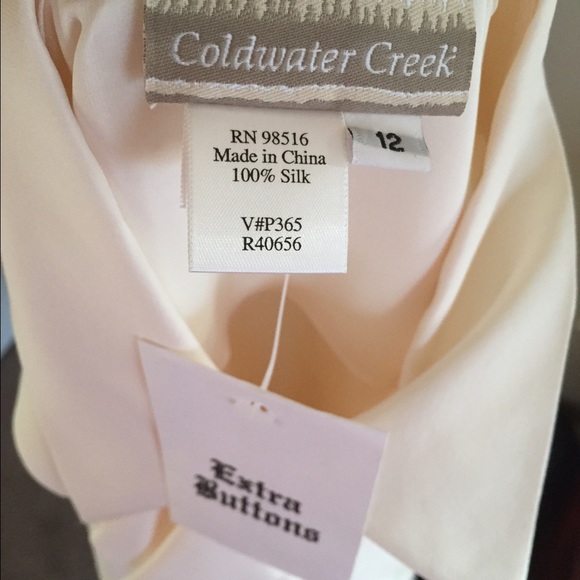 Coldwater Creek
RN 98516
Made in China
100% Silk
12
V#P365
R40656
Extra
Buttons